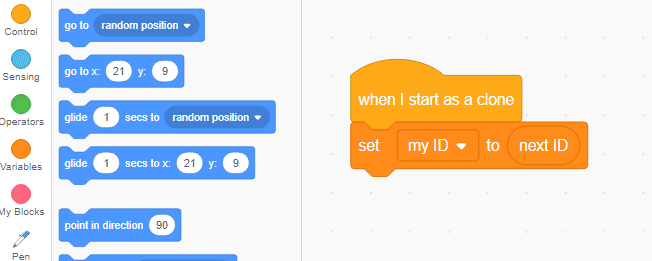 Control
Sensing
Operators
Variables
My Blocks
Pen
go to random position
go to x: 21 y: 9
glide 1 secs to random position
glide 1 secs to x: 21 y: 9
point in direction 90
when I start as a clone
set my ID to next ID